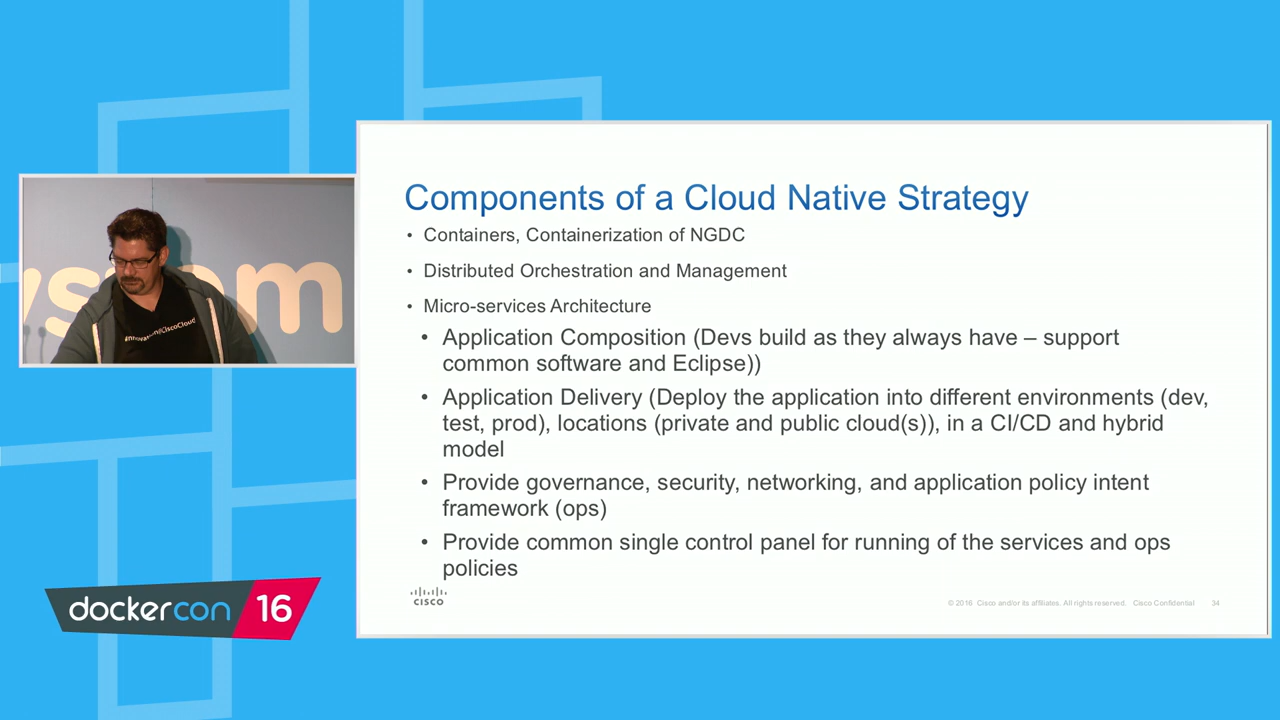 Components of a Cloud Native Strategy
• Containers, Containerization of NGDC
• Distributed Orchestration and Management
• Micro-services Architecture
• Application Composition (Devs build as they always have – support
common software and Eclipse))
• Application Delivery (Deploy the application into different environments (dev,
test, prod), locations (private and public cloud(s)), in a CI/CD and hybrid
model
• Provide governance, security, networking, and application policy intent
framework (ops)
• Provide common single control panel for running of the services and ops
policies
CISCO
© 2016 Cisco and/or its affiliates. All rights reserved. Cisco Confidential 34
dockercon 16